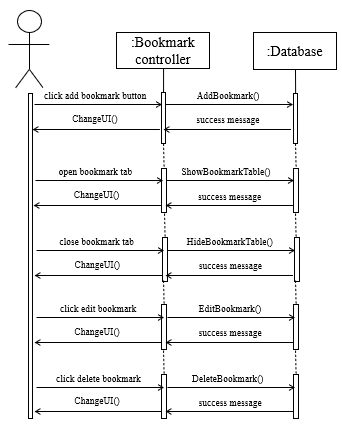 :Bookmark
controller
:Database
click add bookmark button
AddBookmark()
ChangeUI()
success message
open bookmark tab
ShowBookmarkTable()
ChangeUI()
success message
close bookmark tab
HideBookmarkTable()
ChangeUI()
success message
click edit bookmark
EditBookmark()
ChangeUI()
success message
click delete bookmark
DeleteBookmark()
ChangeUI()
success message